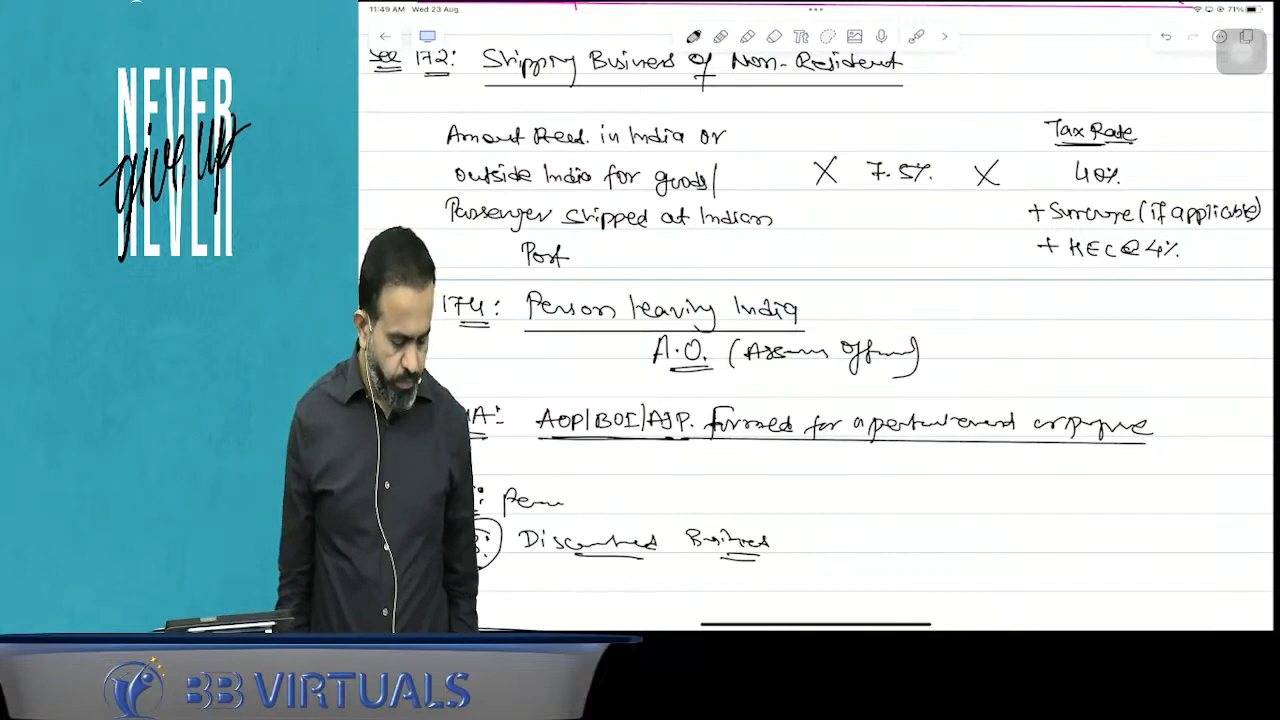 11:49 AM Wed 23 Aug
71%
NEVER
give up
NEVER
Sec 172: Shipping Business of Non-Resident
Amount Recd. in India or
outside India for goods/
Passenger shipped at Indian
Port
X 7.5% X
Tax Rate
40%
+ Surcharge (if applicable)
+ HEC @ 4%
174: Person leaving India
A.O. (Assessing Officer)
A: AOP/BOI/AJP. formed for a particular event or purpose
Discontinued Business
BB VIRTUALS